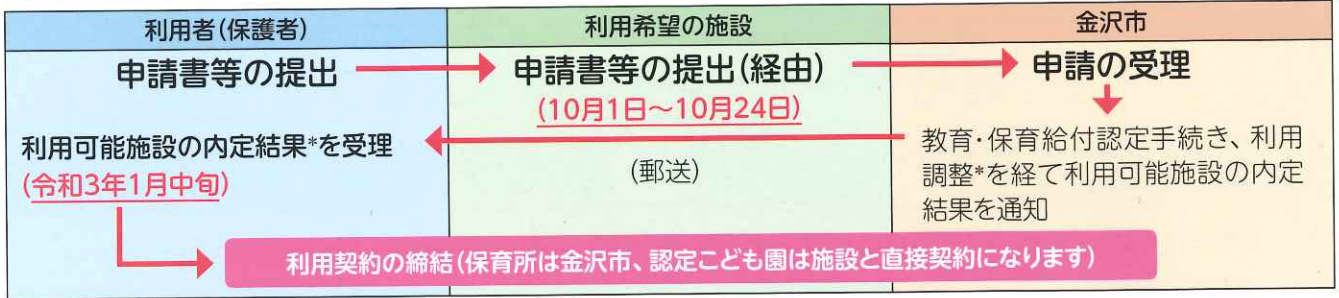 利用者(保護者)
利用希望の施設
金沢市
申請書等の提出
申請書等の提出(経由)
(10月1日～10月24日)
申請の受理
教育・保育給付認定手続き、利用
調整*を経て利用可能施設の内定
結果を通知
(郵送)
利用可能施設の内定結果*を受理
(令和3年1月中旬)
利用契約の締結(保育所は金沢市、認定こども園は施設と直接契約になります)